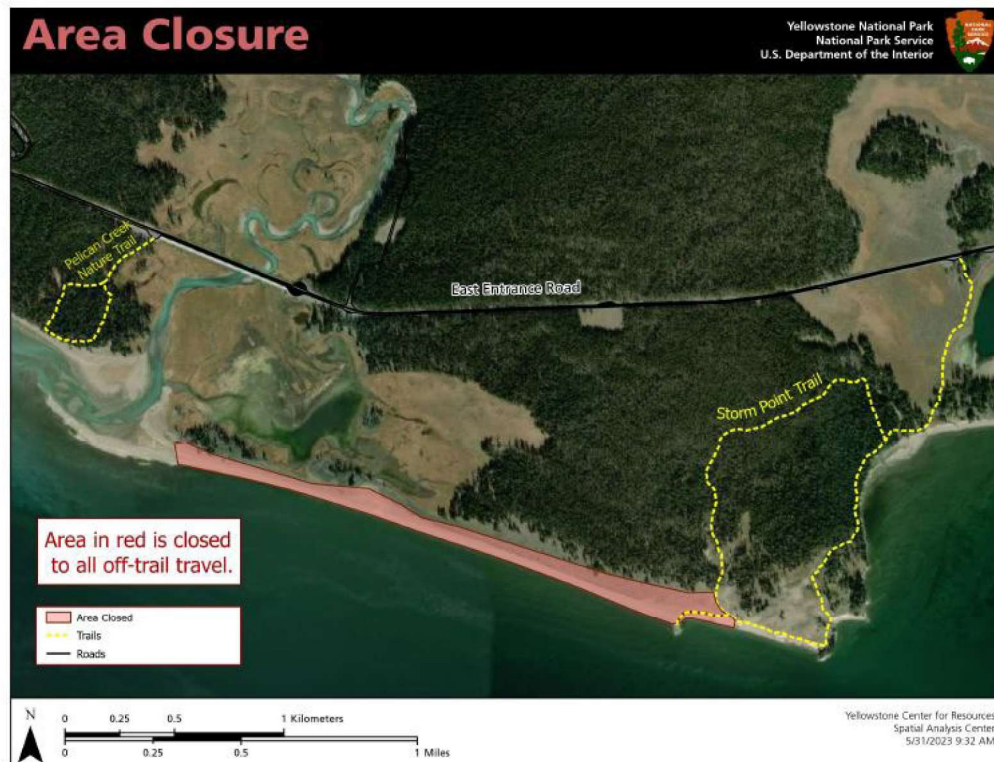 Area Closure
Yellowstone National Park
National Park Service
U.S. Department of the Interior
NATIONAL
PARK
SERVICE
Pelican Creek
Nature Trail
East Entrance Road
Storm Point Trail
Area in red is closed
to all off-trail travel.
Area Closed
Trails
Roads
N
0 0.25 0.5 1 Kilometers
0 0.25 0.5 1 Miles
Yellowstone Center for Resources
Spatial Analysis Center
5/31/2023 9:32 AM